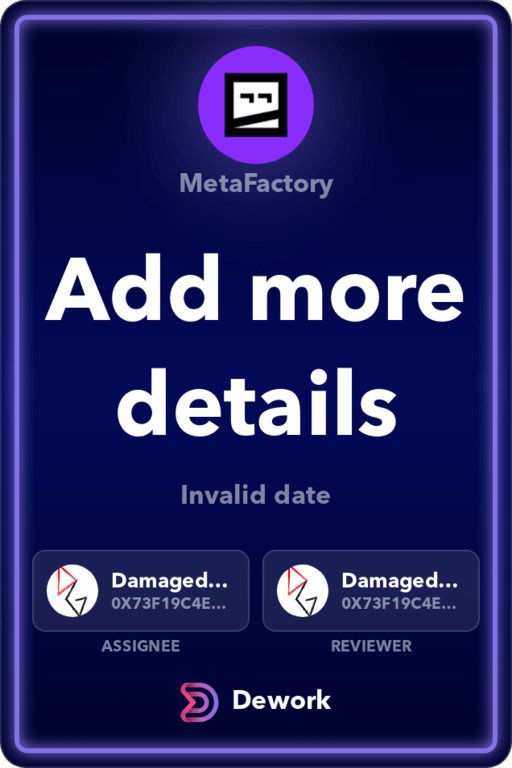 MetaFactory
Add more
details
Invalid date
Damaged... Damaged...
0X73F19C4E... 0X73F19C4E...
ASSIGNEE REVIEWER
Dework